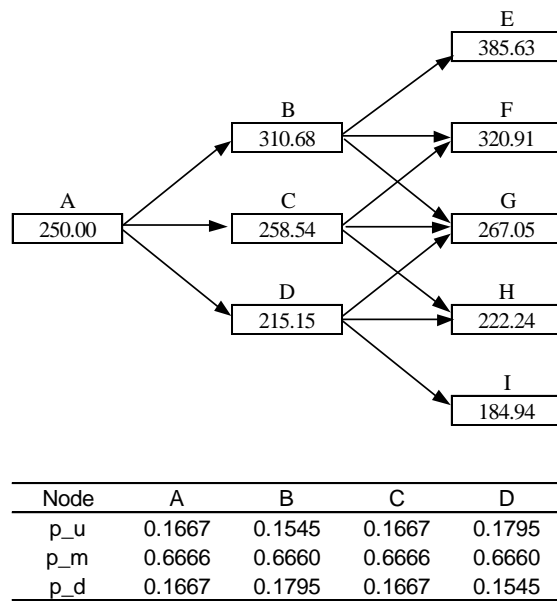 E
385.63
B
F
310.68
320.91
A
C
G
250.00
258.54
267.05
D
H
215.15
222.24
I
184.94
Node A B C D
p_u 0.1667 0.1545 0.1667 0.1795
p_m 0.6666 0.6660 0.6666 0.6660
p_d 0.1667 0.1795 0.1667 0.1545